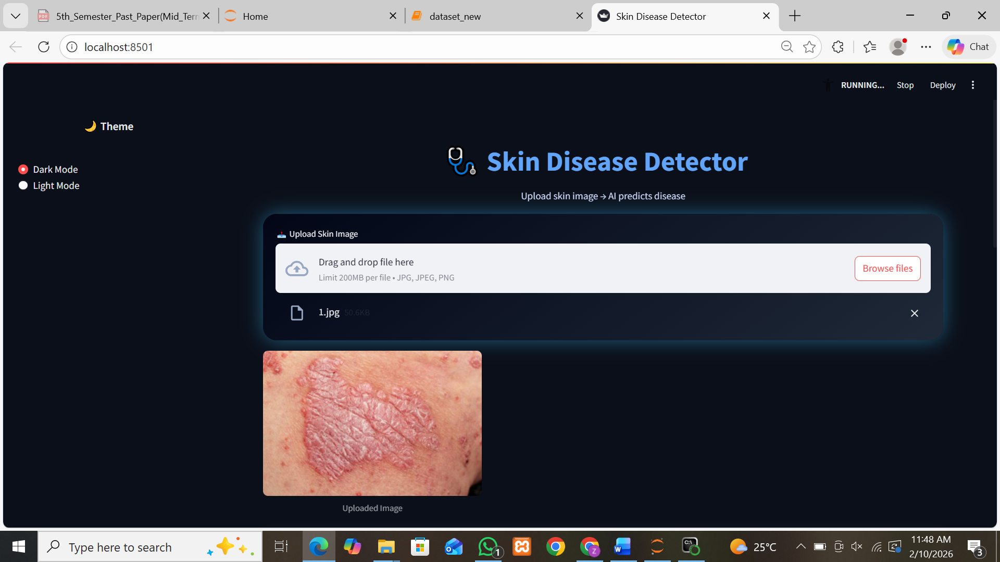 5th_Semester_Past_Paper(Mid_Tern
Home
dataset_new
Skin Disease Detector
localhost:8501
Chat
RUNNING...
Stop
Deploy
🌙 Theme
Dark Mode
Light Mode
🩺 Skin Disease Detector
Upload skin image → AI predicts disease
📤 Upload Skin Image
Drag and drop file here
Limit 200MB per file • JPG, JPEG, PNG
Browse files
1.jpg 50.6KB
Uploaded Image
Type here to search
1
Z
25°C
11:48 AM
2/10/2026
3